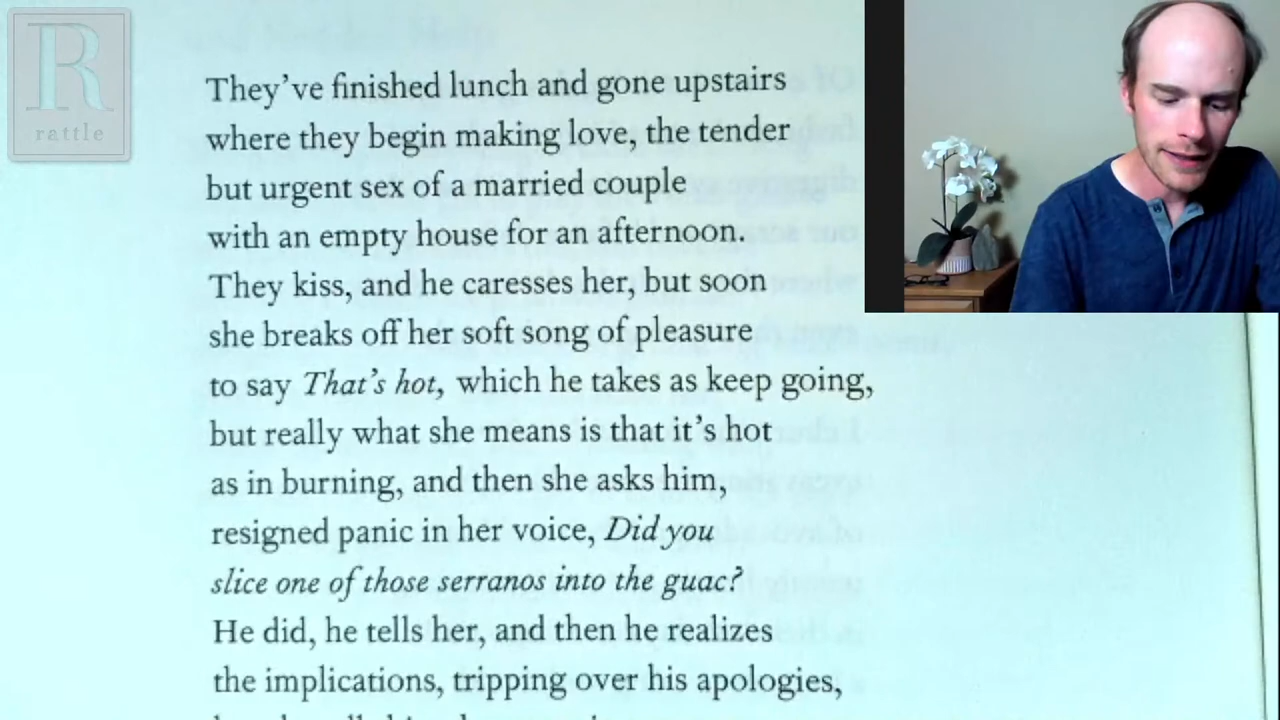 R
rattle
They've finished lunch and gone upstairs
where they begin making love, the tender
but urgent sex of a married couple
with an empty house for an afternoon.
They kiss, and he caresses her, but soon
she breaks off her soft song of pleasure
to say That's hot, which he takes as keep going,
but really what she means is that it's hot
as in burning, and then she asks him,
resigned panic in her voice, Did you
slice one of those serranos into the guac?
He did, he tells her, and then he realizes
the implications, tripping over his apologies,